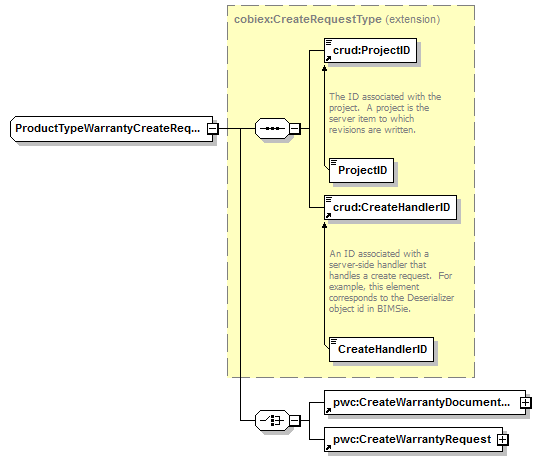 cobiex:CreateRequestType (extension)
crud:ProjectID
The ID associated with the
project. A project is the
server item to which
revisions are written.
ProductTypeWarrantyCreateReq...
ProjectID
crud:CreateHandlerID
An ID associated with a
server-side handler that
handles a create request. For
example, this element
corresponds to the Deserializer
object id in BIMSie.
CreateHandlerID
pwc:CreateWarrantyDocument...
pwc:CreateWarrantyRequest